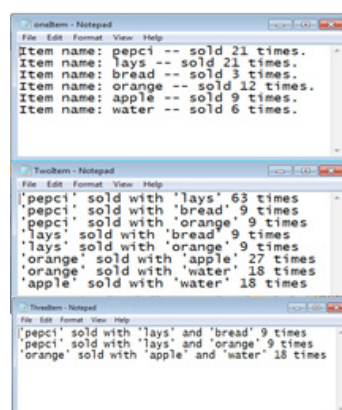 oneItem - Notepad
File Edit Format View Help
Item name: pepci -- sold 21 times.
Item name: lays -- sold 21 times.
Item name: bread -- sold 3 times.
Item name: orange -- sold 12 times.
Item name: apple -- sold 9 times.
Item name: water -- sold 6 times.
TwoItem - Notepad
File Edit Format View Help
'pepci' sold with 'lays' 63 times
'pepci' sold with 'bread' 9 times
'pepci' sold with 'orange' 9 times
'lays' sold with 'bread' 9 times
'lays' sold with 'orange' 9 times
'orange' sold with 'apple' 27 times
'orange' sold with 'water' 18 times
'apple' sold with 'water' 18 times
ThreeItem - Notepad
File Edit Format View Help
'pepci' sold with 'lays' and 'bread' 9 times
'pepci' sold with 'lays' and 'orange' 9 times
'orange' sold with 'apple' and 'water' 18 times